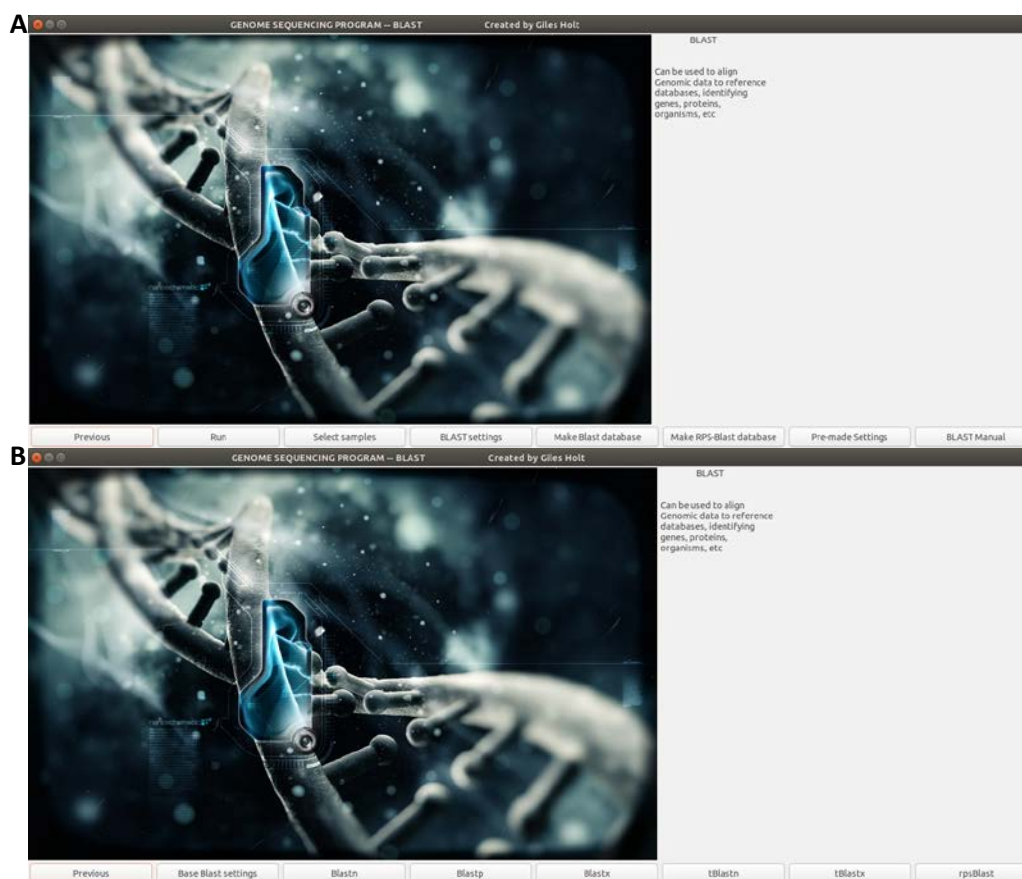 A
GENOME SEQUENCING PROGRAM -- BLAST Created by Giles Holt
BLAST
Can be used to align
Genomic data to reference
databases, identifying
genes, proteins,
organisms, ecc
Previous Run Select samples BLAST settings Make Blast database Make RPS-Blast database Pre-made Settings BLAST Manual
B
GENOME SEQUENCING PROGRAM -- BLAST Created by Giles Holt
BLAST
Can be used to align
Genomic data to reference
databases, identifying
genes, proteins,
organisms, etc
Previous Base Blast settings Blastn Blastp Blastx tBlastn tBlastx rpsBlast